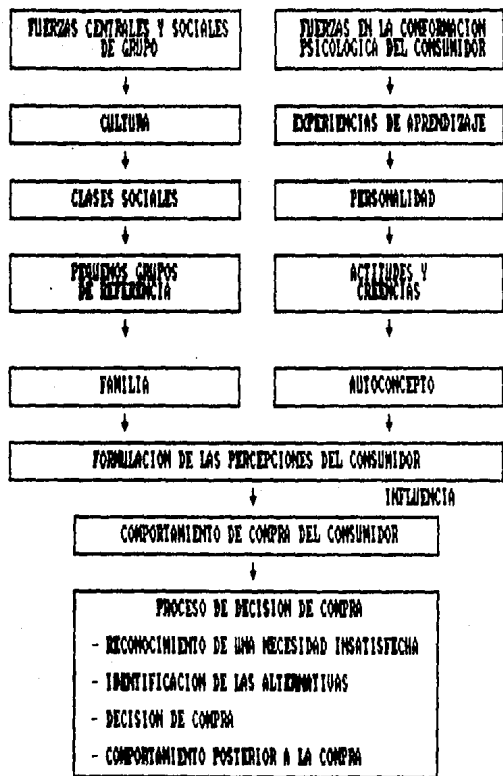 FUERZAS CENTRALES Y SOCIALES
DE GRUPO
FUERZAS EN LA CONFORMACION
PSICOLOGICA DEL CONSUMIDOR
CULTURA
EXPERIENCIAS DE APRENDIZAJE
CLASES SOCIALES
PERSONALIDAD
PEQUENOS GRUPOS
DE REFERENCIA
ACTITUDES Y
CREENCIAS
FAMILIA
AUTOCONCEPTO
FORMULACION DE LAS PERCEPCIONES DEL CONSUMIDOR
INFLUENCIA
COMPORTAMIENTO DE COMPRA DEL CONSUMIDOR
PROCESO DE DECISION DE COMPRA
- RECONOCIMIENTO DE UNA NECESIDAD INSATISFECHA
- IDENTIFICACION DE LAS ALTERNATIVAS
- DECISION DE COMPRA
- COMPORTAMIENTO POSTERIOR A LA COMPRA